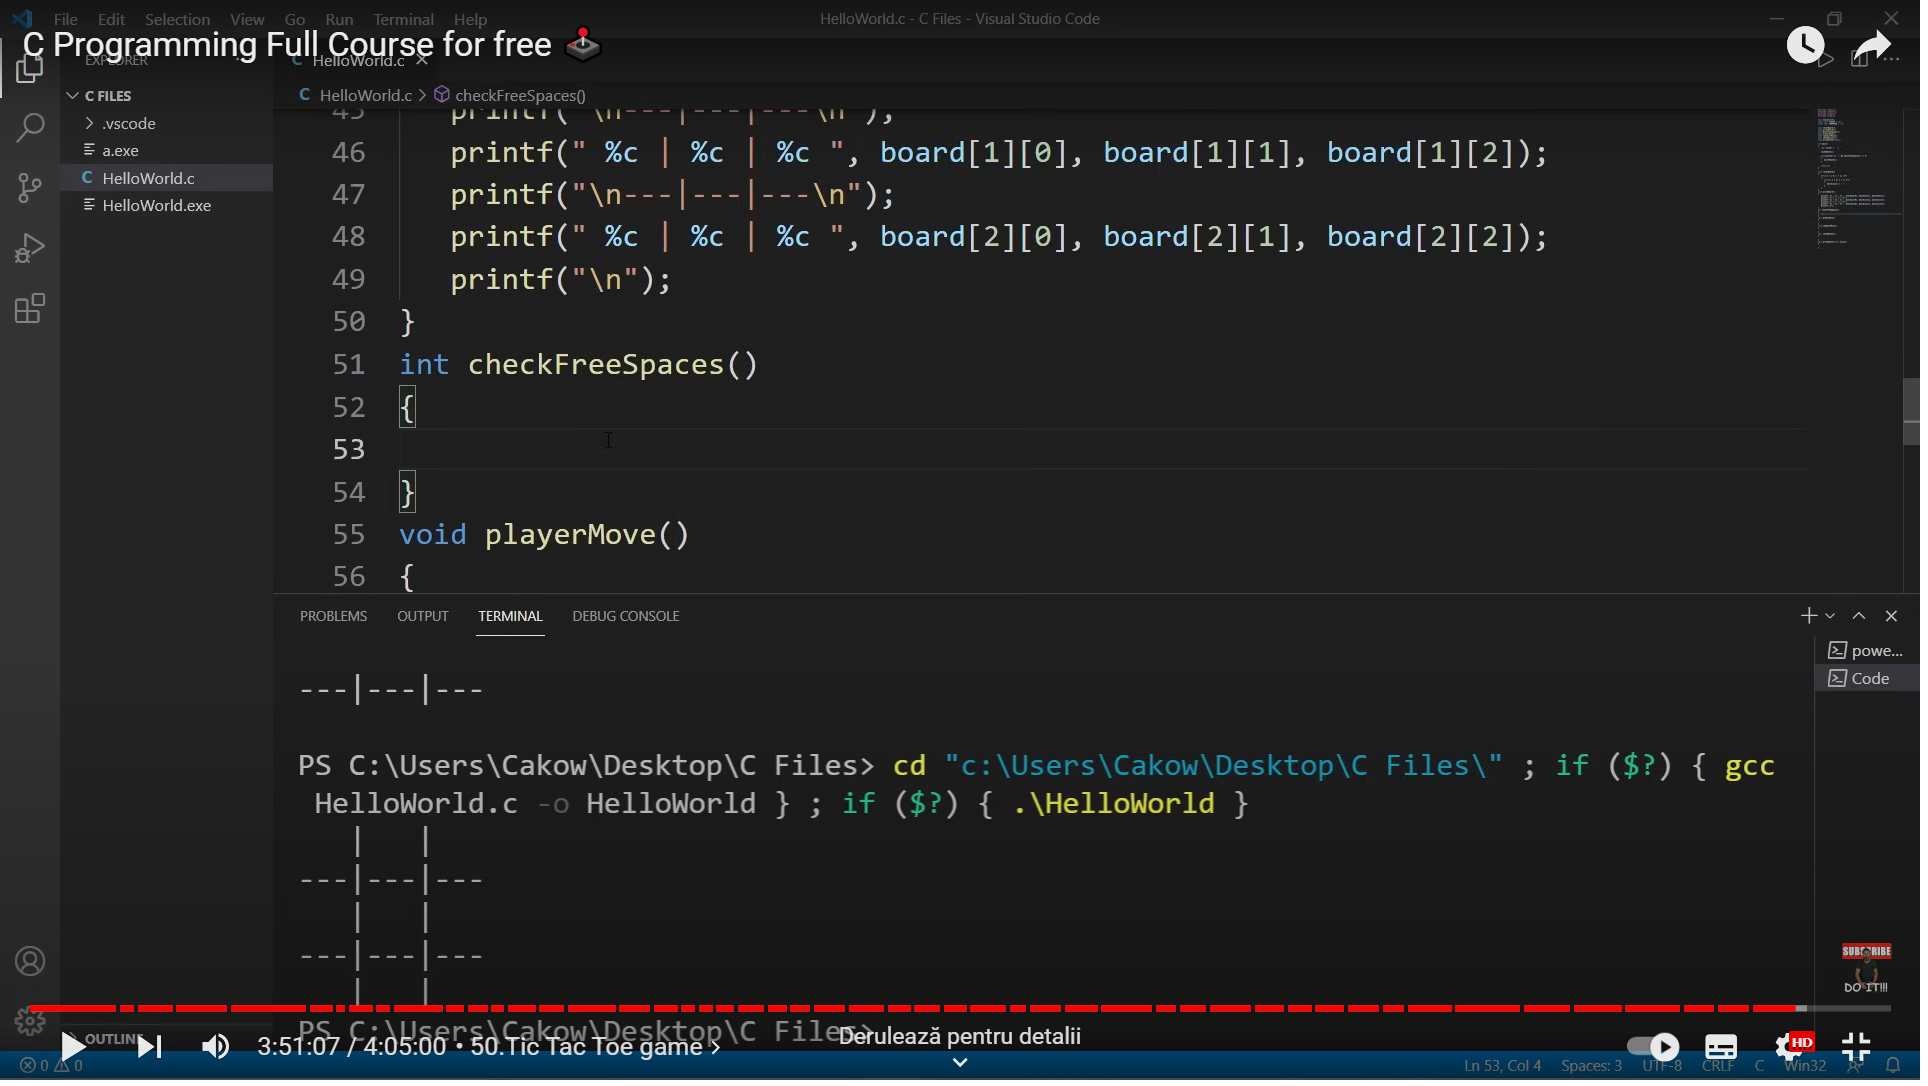 File Edit Selection View Go Run Terminal Help
HelloWorld.c - C Files - Visual Studio Code
C Programming Full Course for free
EXPLORER
HelloWorld.c
C FILES
HelloWorld.c > checkFreeSpaces()
.vscode
a.exe
C HelloWorld.c
HelloWorld.exe
45 printf("\n---|---|---\n");
46 printf(" %c | %c | %c ", board[1][0], board[1][1], board[1][2]);
47 printf("\n---|---|---\n");
48 printf(" %c | %c | %c ", board[2][0], board[2][1], board[2][2]);
49 printf("\n");
50 }
51 int checkFreeSpaces()
52 {
53
54 }
55 void playerMove()
56 {
PROBLEMS OUTPUT TERMINAL DEBUG CONSOLE
powe...
Code
---|---|---
PS C:\Users\Cakow\Desktop\C Files> cd "c:\Users\Cakow\Desktop\C Files\" ; if ($?) { gcc
HelloWorld.c -o HelloWorld } ; if ($?) { .\HelloWorld }
| |
---|---|---
| |
---|---|---
| |
PS C:\Users\Cakow\Desktop\C Files>
SUBSCRIBE
DO IT!!!
OUTLINE
3:51:07 / 4:05:00 • 50.Tic Tac Toe game >
Derulează pentru detalii
HD
0 0
Ln 53, Col 4 Spaces: 3 UTF-8 CRLF C Win32